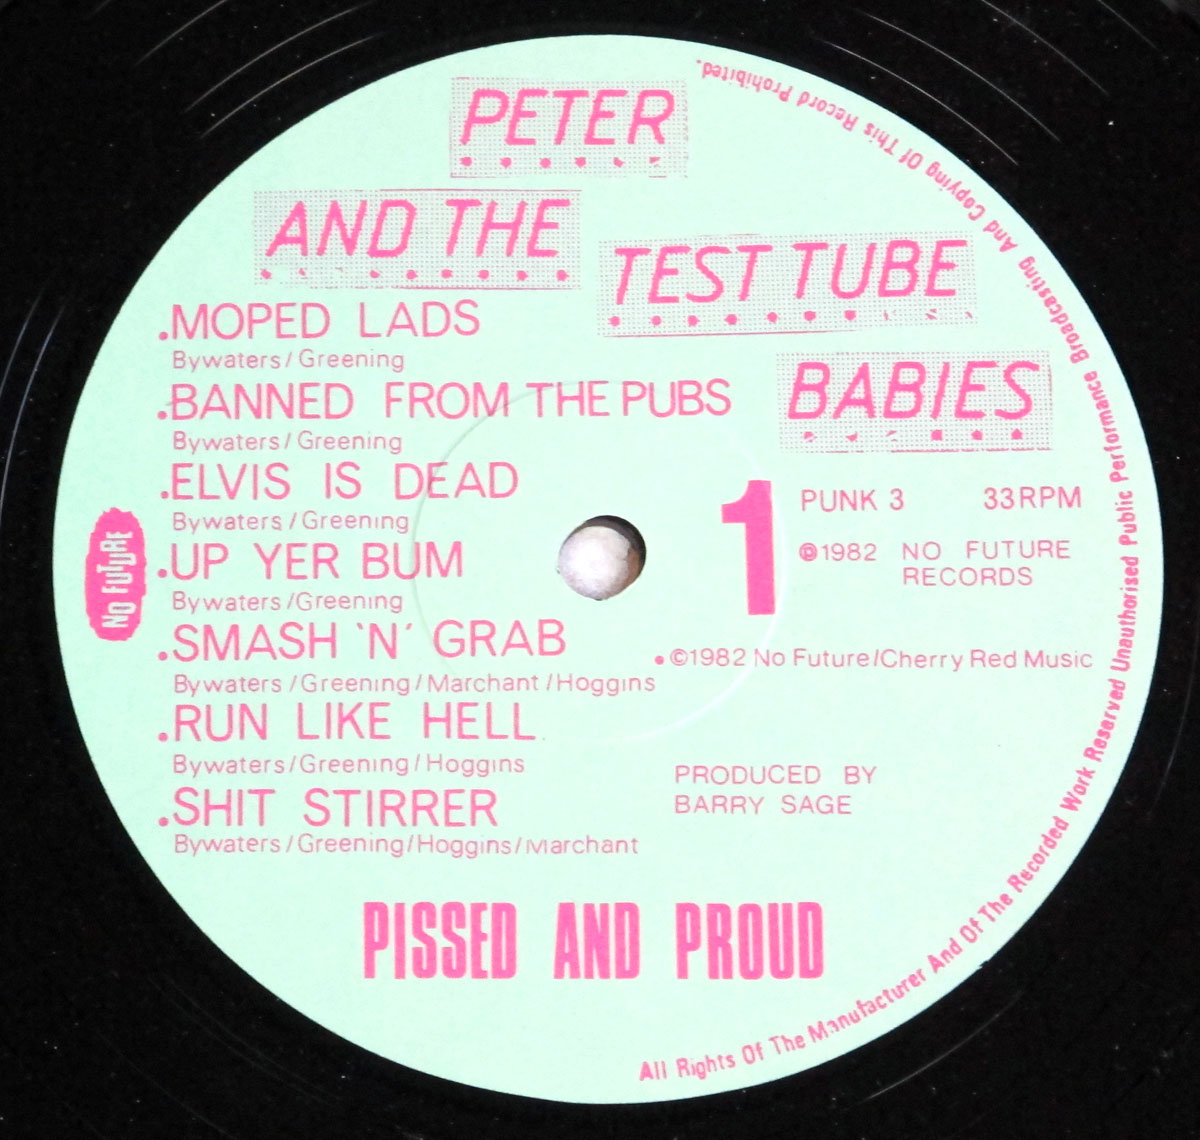 PETER
AND THE
TEST TUBE
BABIES
.MOPED LADS
Bywaters/Greening
.BANNED FROM THE PUBS
Bywaters/Greening
.ELVIS IS DEAD
Bywaters/Greening
.UP YER BUM
Bywaters/Greening
.SMASH 'N' GRAB
Bywaters/Greening/Marchant/Hoggins
.RUN LIKE HELL
Bywaters/Greening/Hoggins
.SHIT STIRRER
Bywaters/Greening/Hoggins/Marchant
NO FUTURE
1
PUNK 3 33RPM
℗1982 NO FUTURE
RECORDS
.©1982 No Future/Cherry Red Music
PRODUCED BY
BARRY SAGE
PISSED AND PROUD
All Rights Of The Manufacturer And Of The Recorded Work Reserved Unauthorised Public Performance Broadcasting And Copying Of This Record Prohibited.